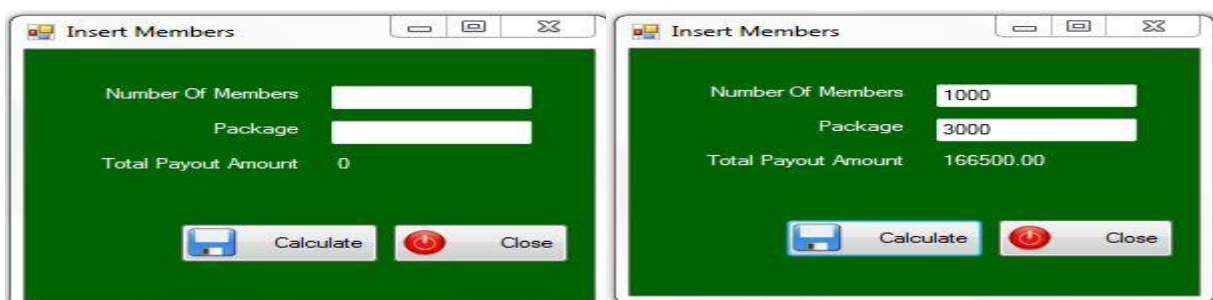 Insert Members
Number Of Members
Package
Total Payout Amount 0
Calculate Close
Insert Members
Number Of Members 1000
Package 3000
Total Payout Amount 166500.00
Calculate Close